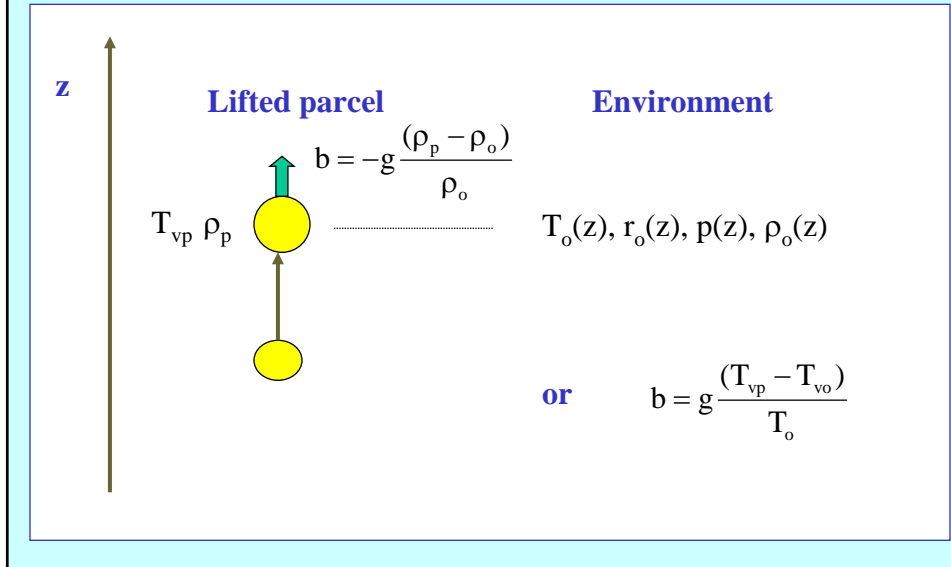 z
Lifted parcel
Environment
b = −g (ρₚ − ρₒ) / ρₒ
Tᵥₚ ρₚ
Tₒ(z), rₒ(z), p(z), ρₒ(z)
or
b = g (Tᵥₚ − Tᵥₒ) / Tₒ